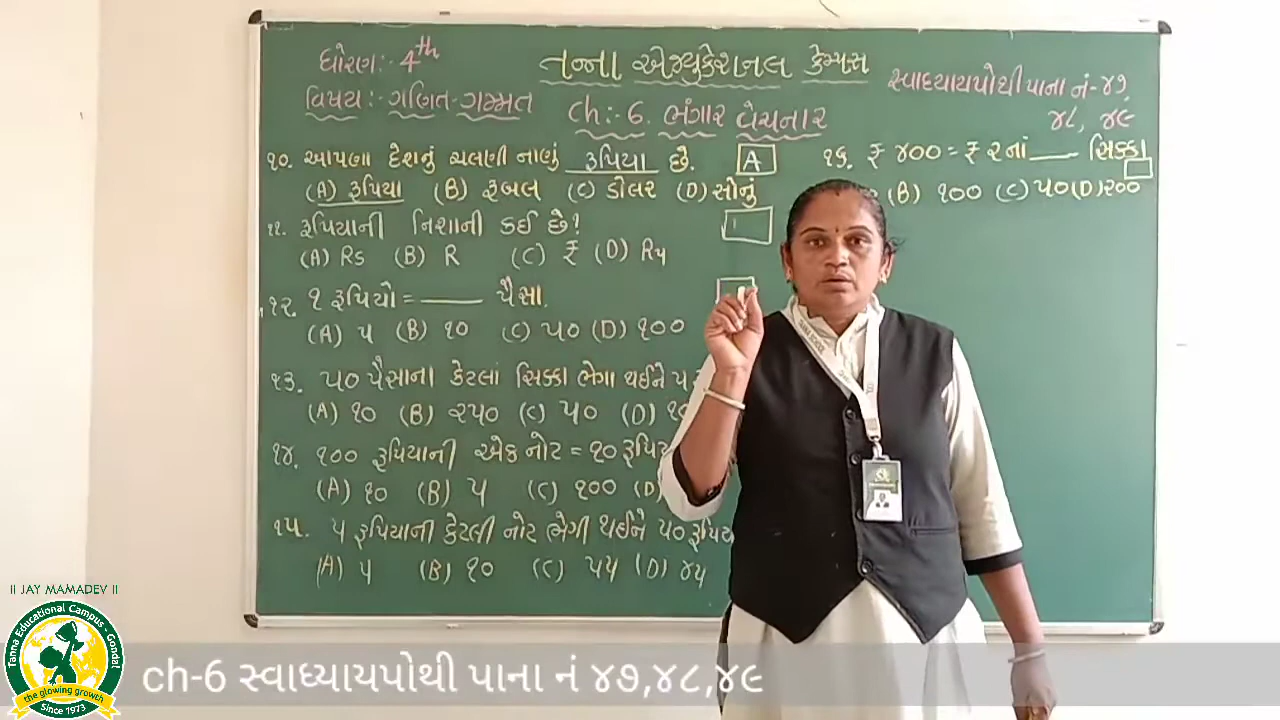 ધોરણ:- 4th
તન્ના એજ્યુકેશનલ કેમ્પસ
સ્વાધ્યાયપોથી પાના નં-૪૭,
૪૮, ૪૯
વિષય:- ગણિત-ગમ્મત
ch:- 6. ભંગાર વેચનાર
૧૦. આપણા દેશનું ચલણી નાણું રૂપિયા છે. A
(A) રૂપિયા (B) રૂબલ (C) ડોલર (D) સોનું
૧૧. રૂપિયાની નિશાની કઈ છે?
(A) Rs (B) R (C) ₹ (D) Ry
૧૨. ૧ રૂપિયો = ____ પૈસા.
(A) ૫ (B) ૧૦ (C) ૫૦ (D) ૧૦૦
૧૩. ૫૦ પૈસાના કેટલાં સિક્કા ભેગા થઈને ૫
(A) ૧૦ (B) ૨૫૦ (C) ૫૦ (D)
૧૪. ૧૦૦ રૂપિયાની એક નોટ = ૧૦
(A) ૧૦ (B) ૫ (C) ૧૦૦ (D)
૧૫. ૫ રૂપિયાની કેટલી નોટ ભેગી થઈને ૫૦
(A) ૫ (B) ૧૦ (C) ૫૫ (D) ૪૫
૧૬. ₹ ૪૦૦ = ₹ ૨નાં ____ સિક્કા
(B) ૧૦૦ (C) ૫૦ (D) ૨૦૦
॥ JAY MAMADEV ॥
Tanna Educational Campus - Gondal
the glowing growth
Since 1973
ch-6 સ્વાધ્યાયપોથી પાના નં ૪૭,૪૮,૪૯